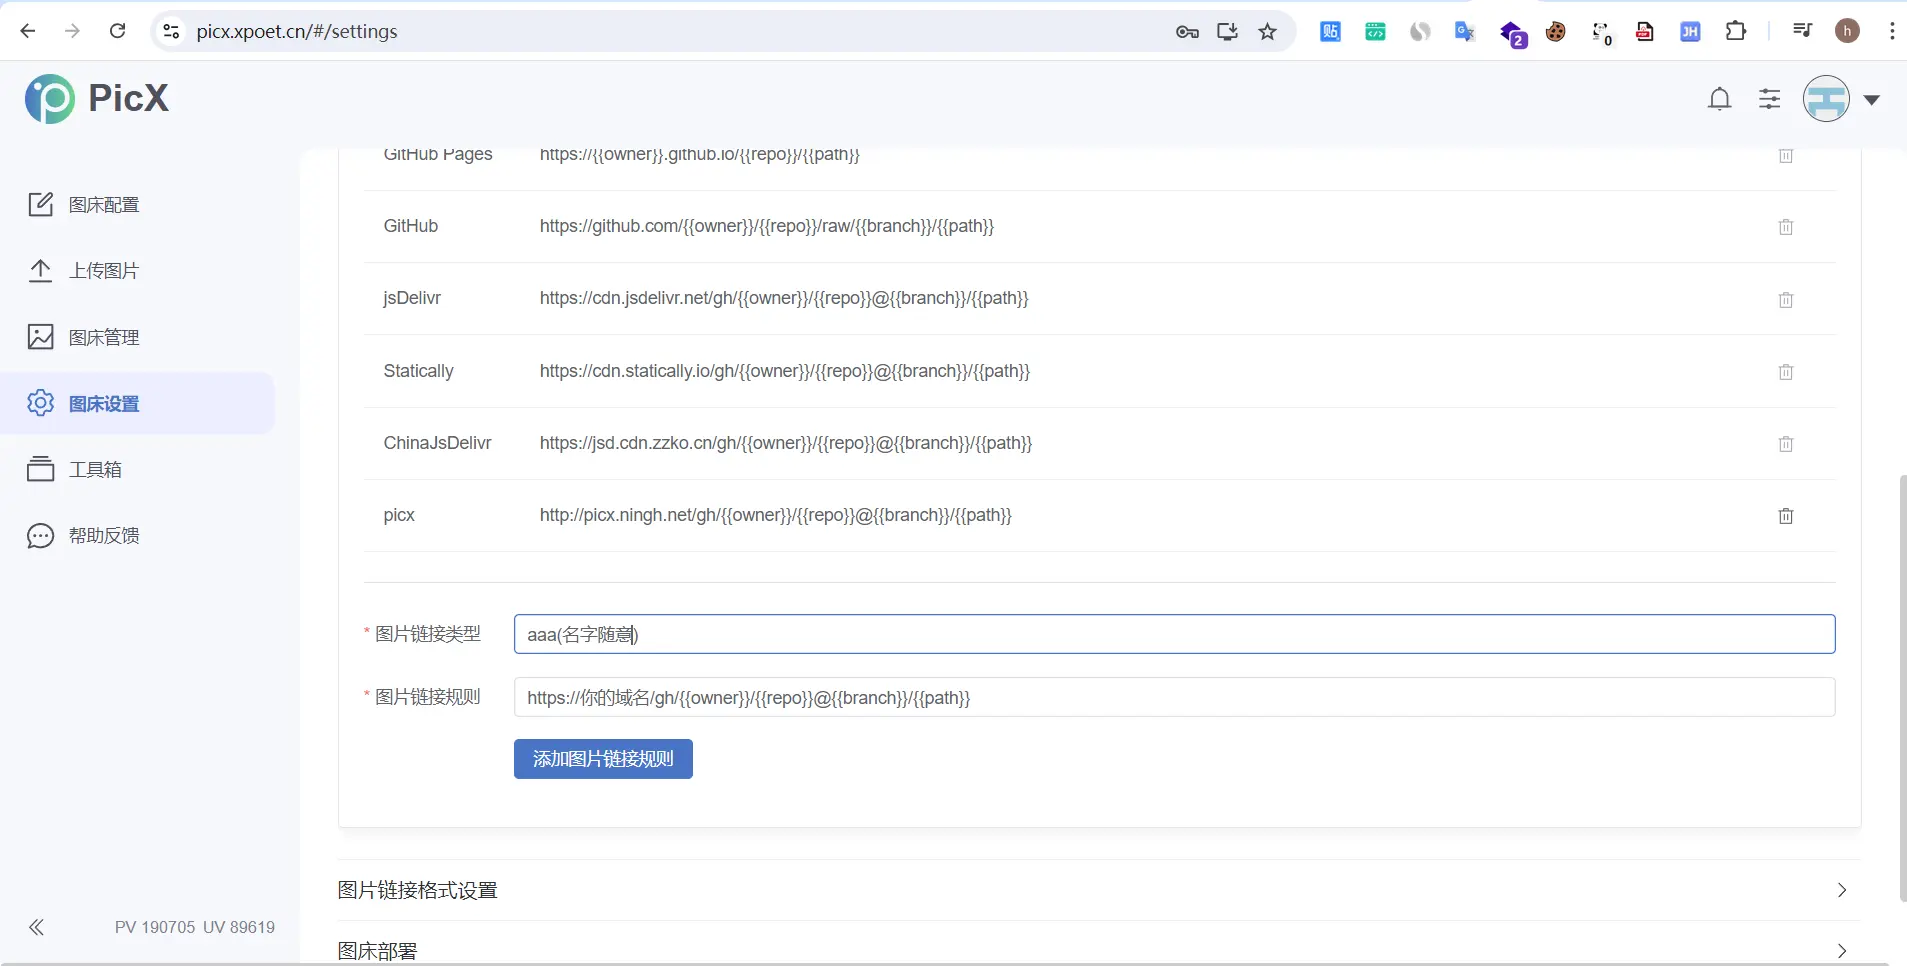 picx.xpoet.cn/#/settings
贴
G
2
0
PDF
JH
h
PicX
GitHub Pages https://{{owner}}.github.io/{{repo}}/{{path}}
图床配置
GitHub https://github.com/{{owner}}/{{repo}}/raw/{{branch}}/{{path}}
上传图片
jsDelivr https://cdn.jsdelivr.net/gh/{{owner}}/{{repo}}@{{branch}}/{{path}}
图床管理
Statically https://cdn.statically.io/gh/{{owner}}/{{repo}}@{{branch}}/{{path}}
图床设置
ChinaJsDelivr https://jsd.cdn.zzko.cn/gh/{{owner}}/{{repo}}@{{branch}}/{{path}}
工具箱
picx http://picx.ningh.net/gh/{{owner}}/{{repo}}@{{branch}}/{{path}}
帮助反馈
* 图片链接类型 aaa(名字随意)
* 图片链接规则 https://你的域名/gh/{{owner}}/{{repo}}@{{branch}}/{{path}}
添加图片链接规则
图片链接格式设置
PV 190705 UV 89619
图床部署